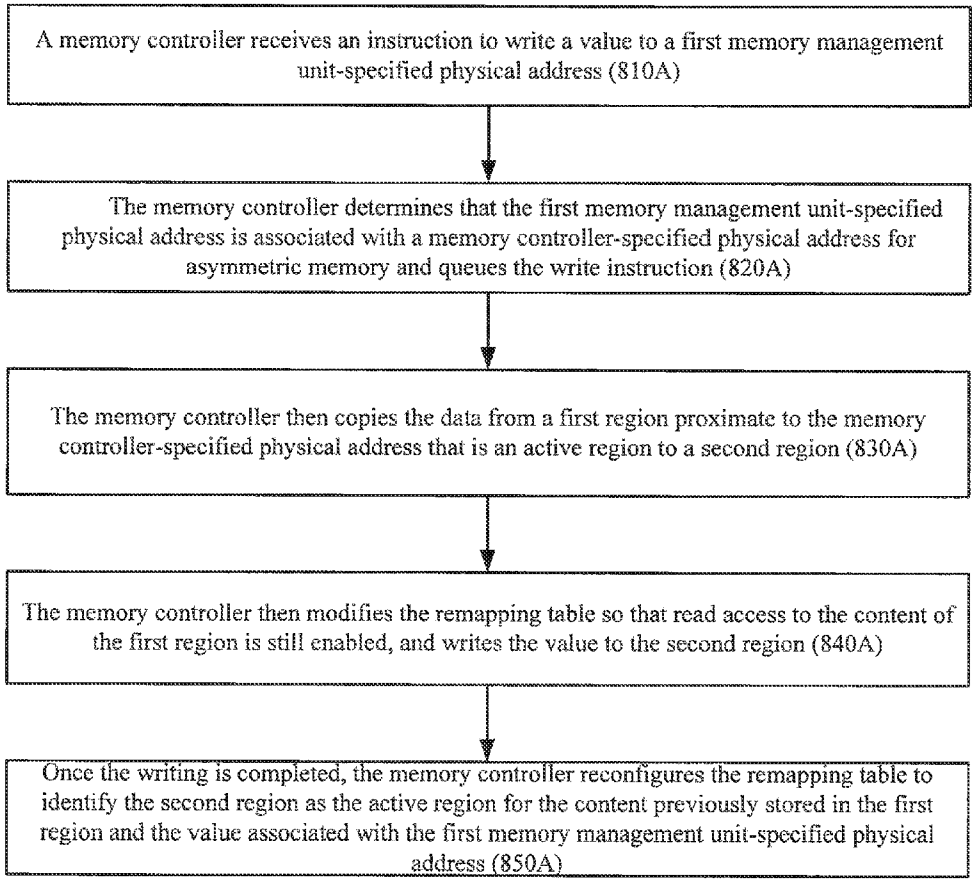 A memory controller receives an instruction to write a value to a first memory management
unit-specified physical address (810A)
The memory controller determines that the first memory management unit-specified
physical address is associated with a memory controller-specified physical address for
asymmetric memory and queues the write instruction (820A)
The memory controller then copies the data from a first region proximate to the memory
controller-specified physical address that is an active region to a second region (830A)
The memory controller then modifies the remapping table so that read access to the content of
the first region is still enabled, and writes the value to the second region (840A)
Once the writing is completed, the memory controller reconfigures the remapping table to
identify the second region as the active region for the content previously stored in the first
region and the value associated with the first memory management unit-specified physical
address (850A)